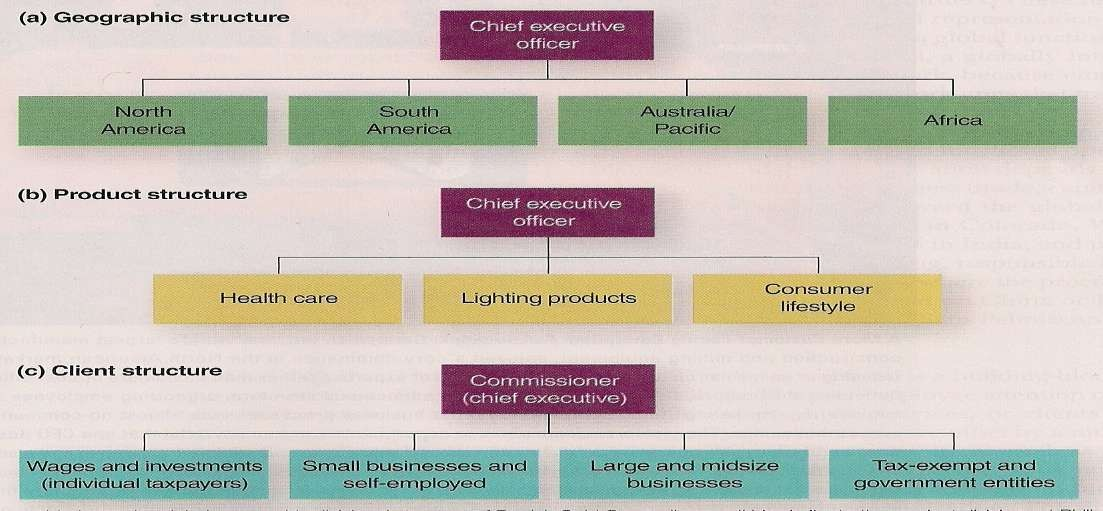 (a) Geographic structure
Chief executive
officer
North
America
South
America
Australia/
Pacific
Africa
(b) Product structure
Chief executive
officer
Health care
Lighting products
Consumer
lifestyle
(c) Client structure
Commissioner
(chief executive)
Wages and investments
(individual taxpayers)
Small businesses and
self-employed
Large and midsize
businesses
Tax-exempt and
government entities